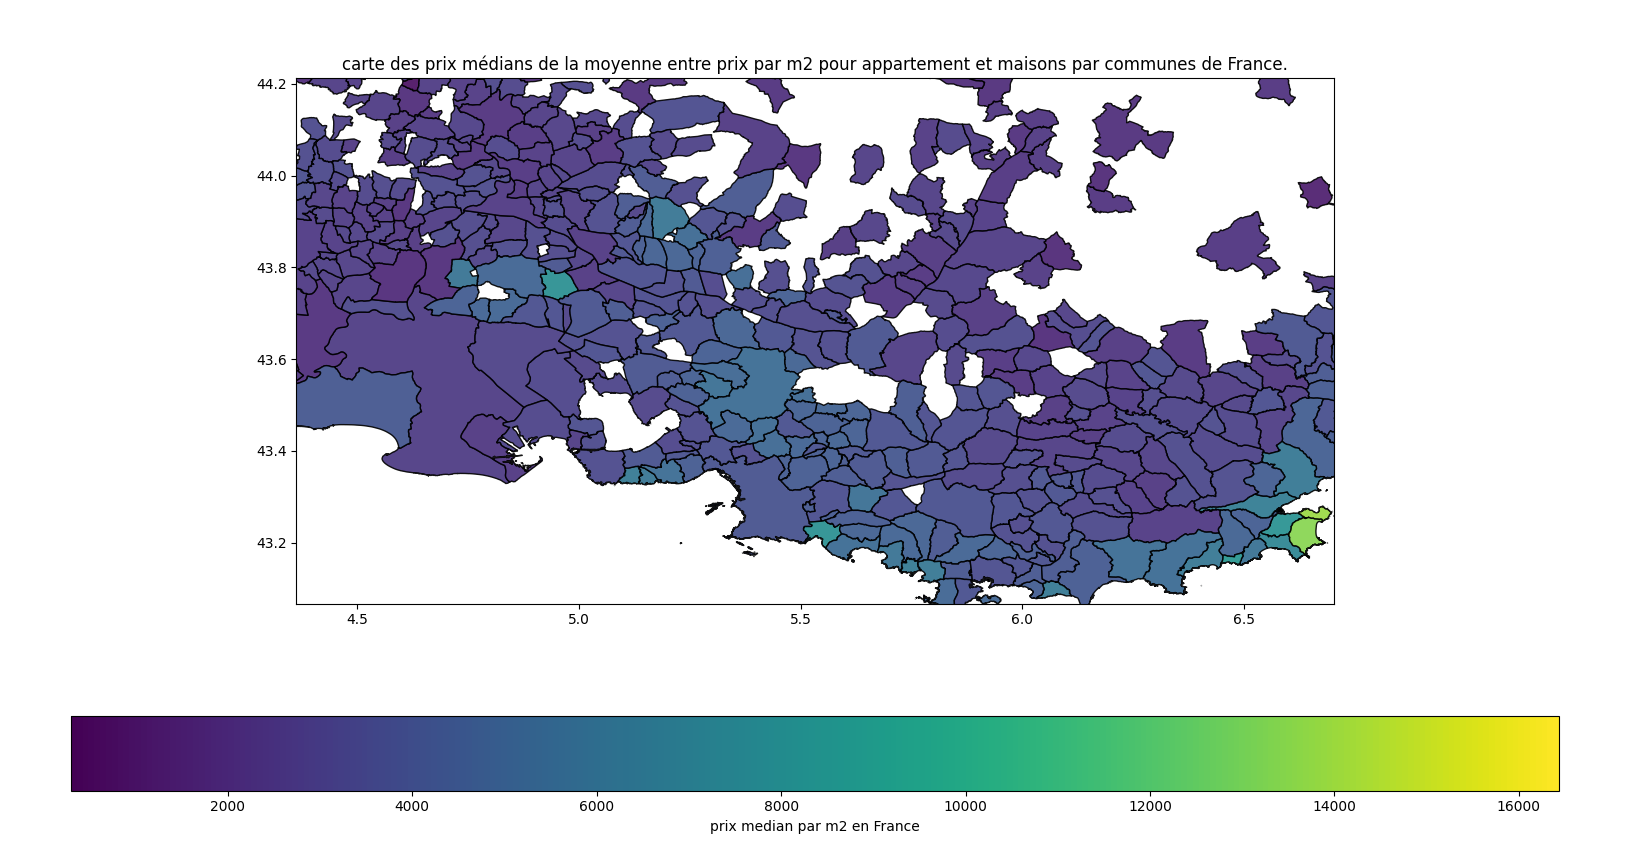 carte des prix médians de la moyenne entre prix par m2 pour appartement et maisons par communes de France.
44.2
44.0
43.8
43.6
43.4
43.2
4.5 5.0 5.5 6.0 6.5
2000 4000 6000 8000 10000 12000 14000 16000
prix median par m2 en France